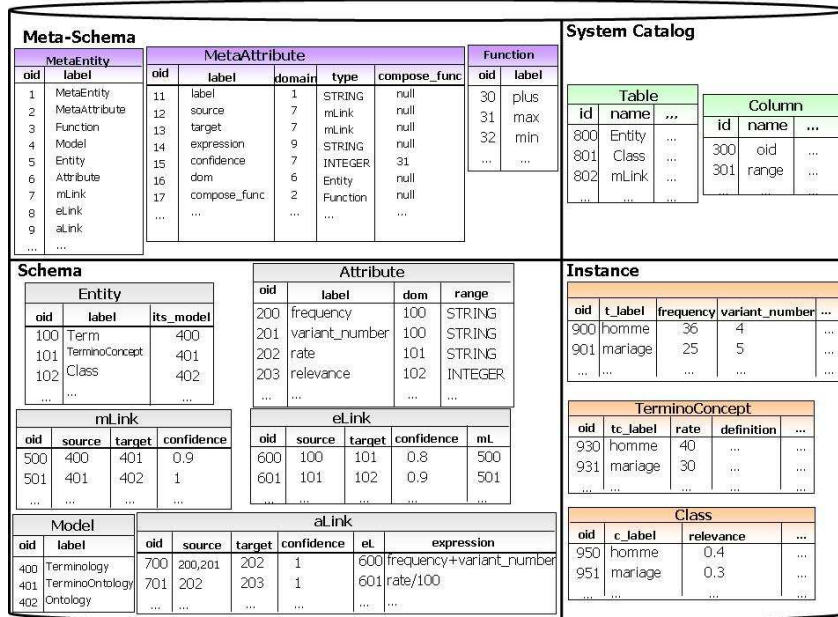 Meta-Schema
MetaEntity
oid label
1 MetaEntity
2 MetaAttribute
3 Function
4 Model
5 Entity
6 Attribute
7 mLink
8 eLink
9 aLink
... ...
MetaAttribute
oid label domain type compose_func
11 label 1 STRING null
12 source 7 mLink null
13 target 7 mLink null
14 expression 9 STRING null
15 confidence 7 INTEGER 31
16 dom 6 Entity null
17 compose_func 2 Function null
... ... ... ...
Function
oid label
30 plus
31 max
32 min
... ...
System Catalog
Table
id name ...
800 Entity ...
801 Class ...
802 mLink ...
... ... ...
Column
id name ...
300 oid ...
301 range ...
... ... ...
Schema
Entity
oid label its_model
100 Term 400
101 TerminoConcept 401
102 Class 402
... ... ...
Attribute
oid label dom range
200 frequency 100 STRING
201 variant_number 100 STRING
202 rate 101 STRING
203 relevance 102 INTEGER
... ... ... ...
mLink
oid source target confidence
500 400 401 0.9
501 401 402 1
... ... ... ...
eLink
oid source target confidence mL
600 100 101 0.8 500
601 101 102 0.9 501
... ... ... ... ...
Model
oid label
400 Terminology
401 TerminoOntology
402 Ontology
aLink
oid source target confidence eL expression
700 200,201 202 1 600 frequency+variant_number
701 202 203 1 601 rate/100
... ... ... ... ... ...
Instance
oid t_label frequency variant_number ...
900 homme 36 4 ...
901 mariage 25 5 ...
... ... ... ... ...
TerminoConcept
oid tc_label rate definition ...
930 homme 40 ... ...
931 mariage 30 ... ...
... ... ... ... ...
Class
oid c_label relevance ...
950 homme 0.4 ...
951 mariage 0.3 ...
... ... ... ...